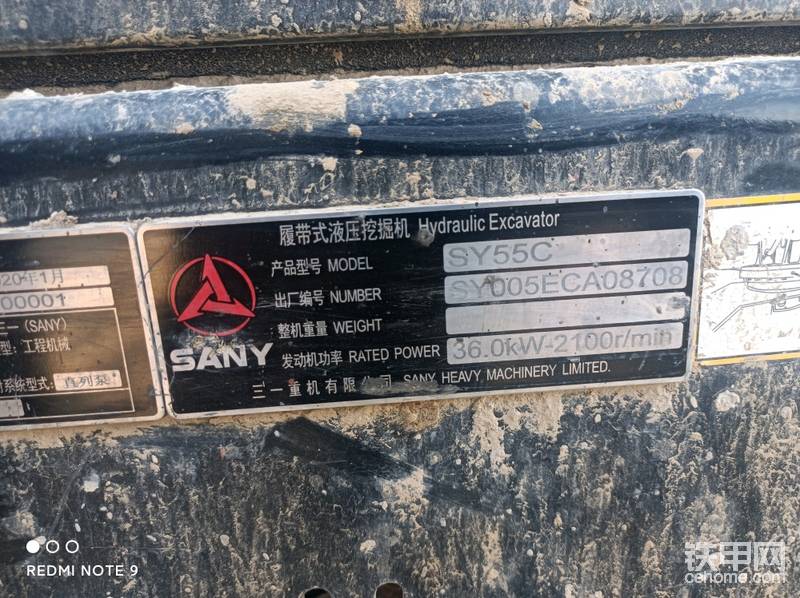 履带式液压挖掘机 Hydraulic Excavator
产品型号 MODEL SY55C
出厂编号 NUMBER SY005ECA08708
整机重量 WEIGHT
发动机功率 RATED POWER 36.0kW-2100r/min
SANY
三一重机有限公司 SANY HEAVY MACHINERY LIMITED.
20年1月
00001
(SANY)
型: 工程机械
系统型式: 直列泵
REDMI NOTE 9
铁甲网
cehome.com